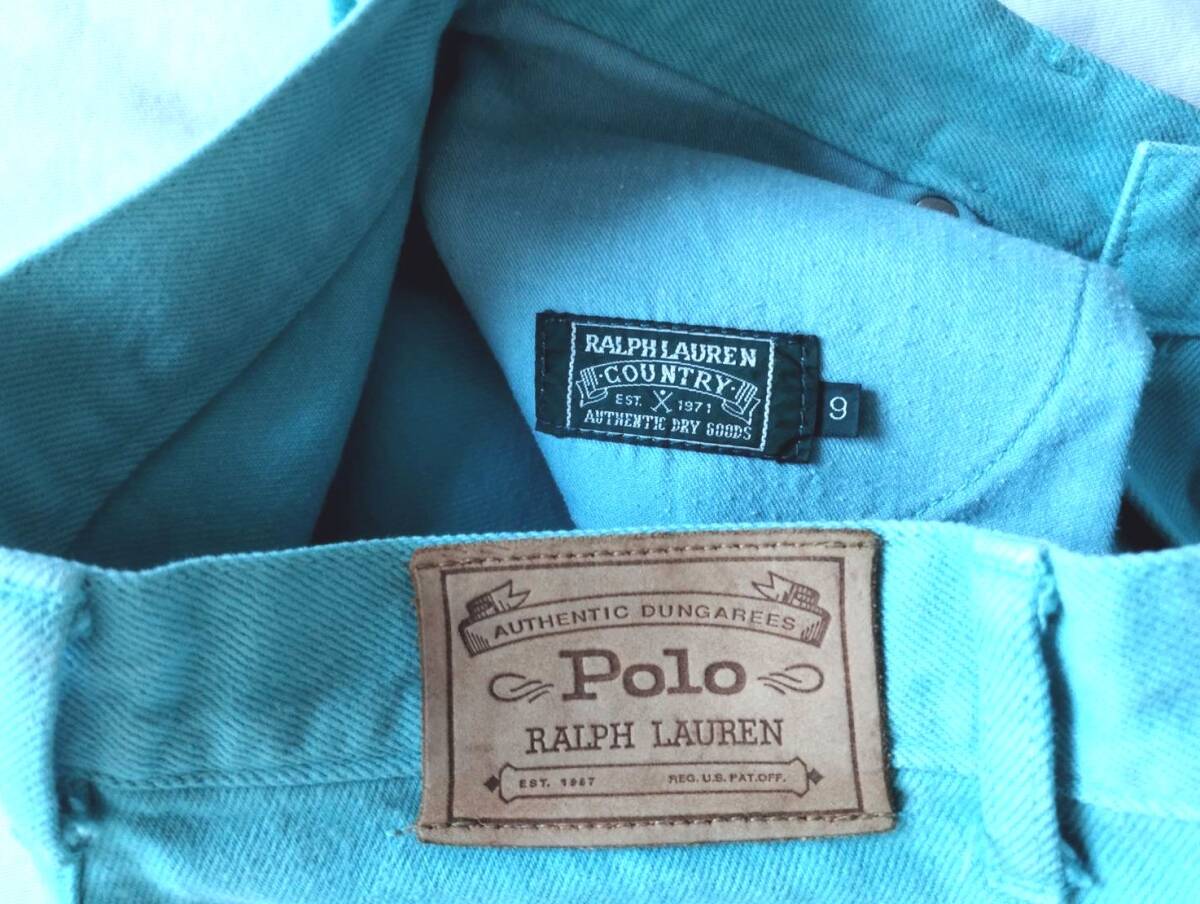 RALPH LAUREN
·COUNTRY·
EST. 1971
AUTHENTIC DRY GOODS
9
AUTHENTIC DUNGAREES
Polo
RALPH LAUREN
EST. 1967 REG. U.S. PAT. OFF.